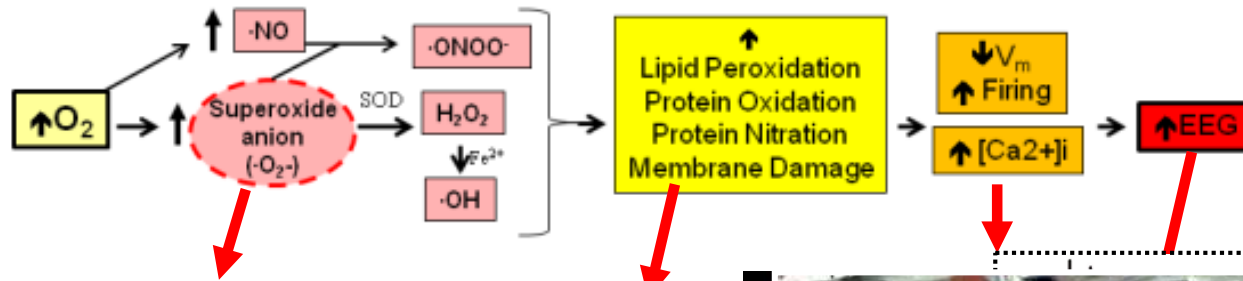 ↑O₂
↑ ·NO
↑ Superoxide
anion
(·O₂-)
SOD
·ONOO⁻
H₂O₂
↓Fe²⁺
·OH
↑
Lipid Peroxidation
Protein Oxidation
Protein Nitration
Membrane Damage
↓Vₘ
↑ Firing
↑ [Ca2+]i
↑EEG